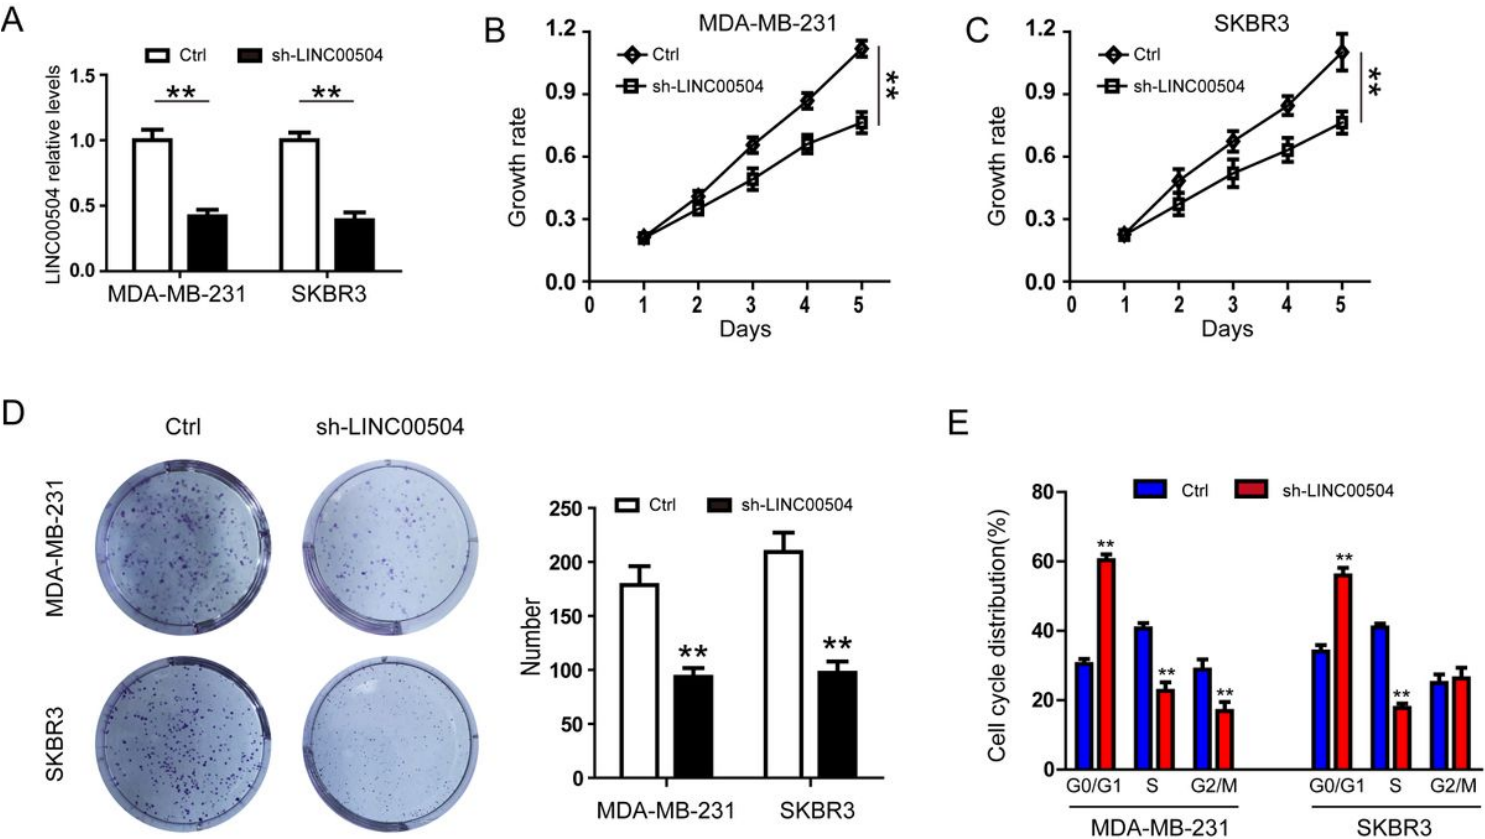 A
Ctrl sh-LINC00504
LINC00504 relative levels
1.5
1.0
0.5
0.0
** **
MDA-MB-231 SKBR3
B
MDA-MB-231
Ctrl
sh-LINC00504
Growth rate
1.2
0.9
0.6
0.3
0.0
**
0 1 2 3 4 5
Days
C
SKBR3
Ctrl
sh-LINC00504
Growth rate
1.2
0.9
0.6
0.3
0.0
**
0 1 2 3 4 5
Days
D
Ctrl sh-LINC00504
MDA-MB-231
SKBR3
Ctrl sh-LINC00504
Number
250
200
150
100
50
0
** **
MDA-MB-231 SKBR3
E
Ctrl sh-LINC00504
Cell cycle distribution(%)
80
60
40
20
0
** ** ** ** **
G0/G1 S G2/M G0/G1 S G2/M
MDA-MB-231 SKBR3